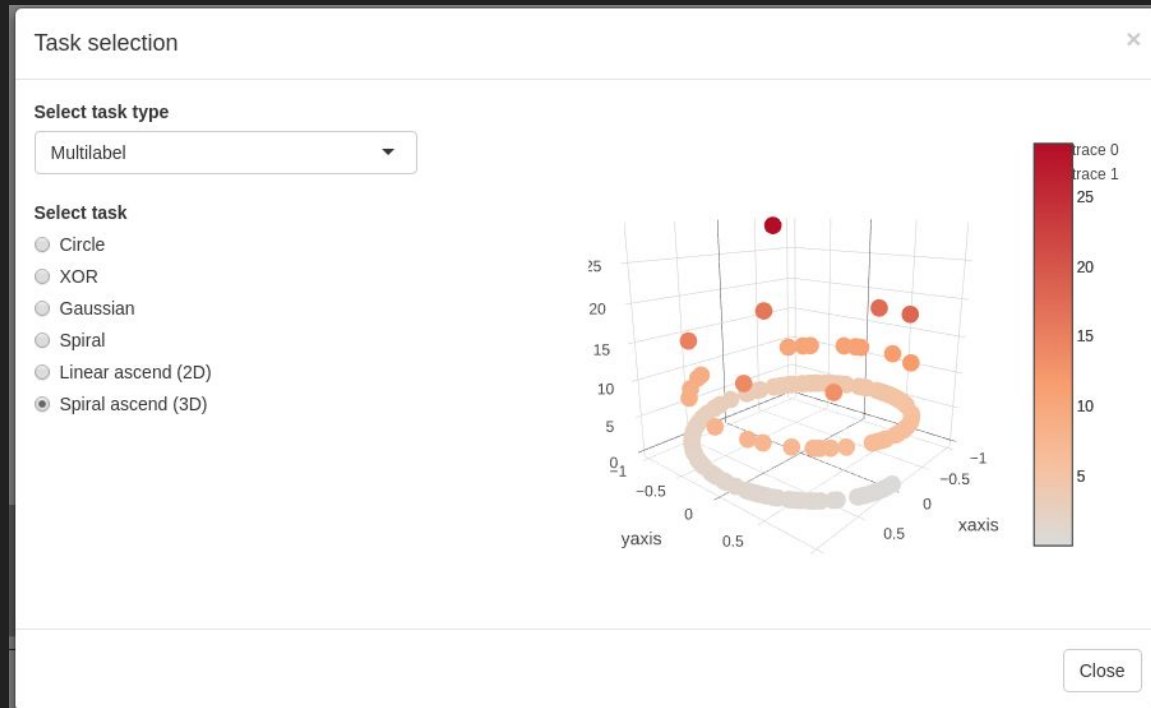 Task selection
×
Select task type
Multilabel
Select task
Circle
XOR
Gaussian
Spiral
Linear ascend (2D)
Spiral ascend (3D)
25
20
15
10
5
0
−1
−0.5
0
0.5
yaxis
−1
−0.5
0
0.5
xaxis
trace 0
trace 1
25
20
15
10
5
Close